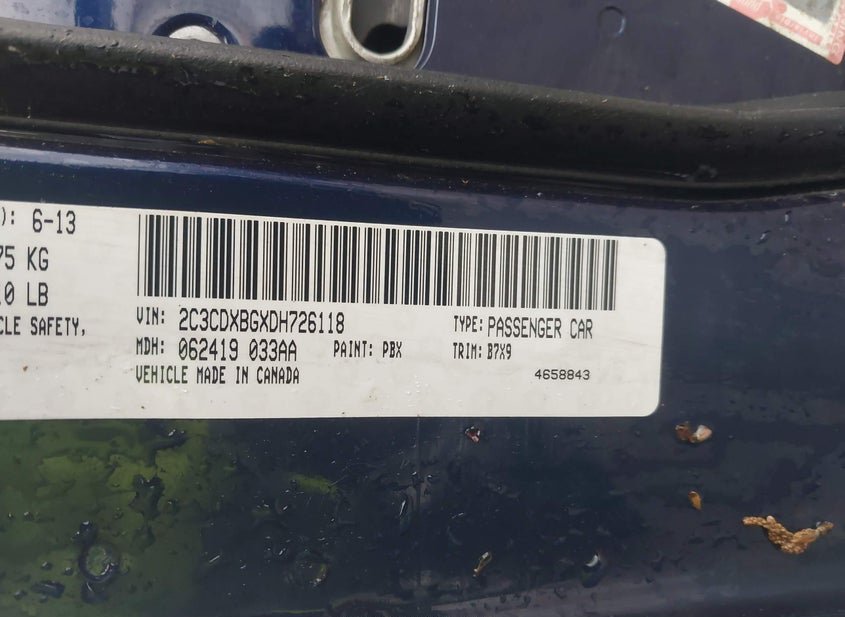 ): 6-13
75 KG
0 LB
CLE SAFETY,
VIN: 2C3CDXBGXDH726118 TYPE: PASSENGER CAR
MDH: 062419 033AA PAINT: PBX TRIM: B7X9
VEHICLE MADE IN CANADA 4658843